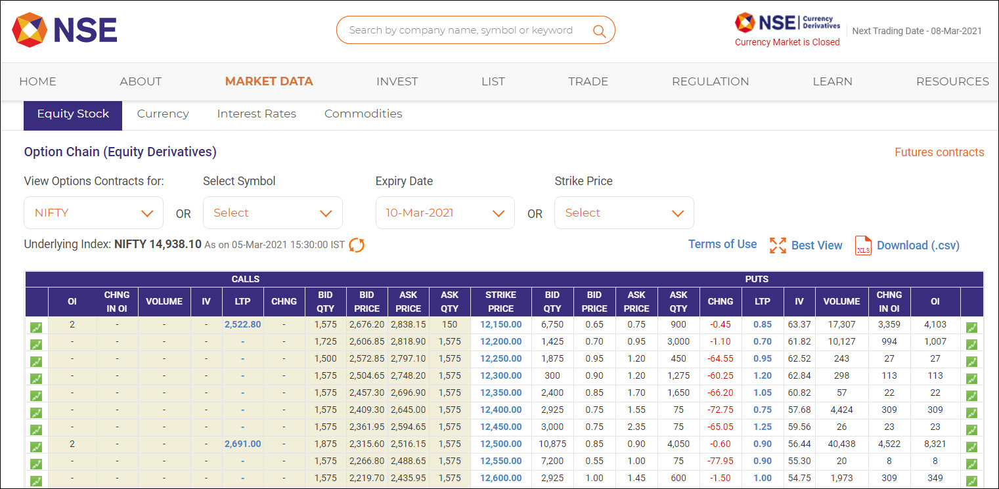 NSE
Search by company name, symbol or keyword
NSE Currency Derivatives
Currency Market is Closed
Next Trading Date - 08-Mar-2021
HOME ABOUT MARKET DATA INVEST LIST TRADE REGULATION LEARN RESOURCES
Equity Stock Currency Interest Rates Commodities
Option Chain (Equity Derivatives) Futures contracts
View Options Contracts for: Select Symbol Expiry Date Strike Price
NIFTY OR Select 10-Mar-2021 OR Select
Underlying Index: NIFTY 14,938.10 As on 05-Mar-2021 15:30:00 IST Terms of Use Best View XLS Download (.csv)
CALLS PUTS
OI CHNG IN OI VOLUME IV LTP CHNG BID QTY BID PRICE ASK PRICE ASK QTY STRIKE PRICE BID QTY BID PRICE ASK PRICE ASK QTY CHNG LTP IV VOLUME CHNG IN OI OI
2 - - - 2,522.80 - 1,575 2,676.20 2,838.15 150 12,150.00 6,750 0.65 0.75 900 -0.45 0.85 63.37 17,307 3,359 4,103
- - - - - - 1,725 2,606.85 2,818.90 1,575 12,200.00 1,425 0.70 0.95 3,000 -1.10 0.70 61.82 10,127 994 1,007
- - - - - - 1,500 2,572.85 2,797.10 1,575 12,250.00 1,875 0.95 1.20 450 -64.55 0.95 62.52 243 27 27
- - - - - - 1,575 2,504.65 2,748.20 1,575 12,300.00 300 0.90 1.20 1,275 -60.25 1.20 62.84 298 113 113
- - - - - - 1,575 2,457.30 2,696.90 1,575 12,350.00 2,400 0.85 1.70 1,650 -66.20 1.05 60.82 57 22 22
- - - - - - 1,575 2,409.30 2,645.00 1,575 12,400.00 2,925 0.75 1.55 75 -72.75 0.75 57.68 4,424 309 309
- - - - - - 1,575 2,361.95 2,594.65 1,575 12,450.00 3,000 0.75 2.35 75 -65.05 1.25 59.56 26 23 23
2 - - - 2,691.00 - 1,875 2,315.60 2,516.15 1,575 12,500.00 10,875 0.85 0.90 4,050 -0.60 0.90 56.44 40,438 4,522 8,321
- - - - - - 1,575 2,266.80 2,488.65 1,575 12,550.00 7,200 0.55 1.00 75 -77.95 0.90 55.30 20 8 8
- - - - - - 1,575 2,219.70 2,435.95 1,575 12,600.00 2,925 1.00 1.45 600 -1.50 1.00 54.75 1,973 309 349